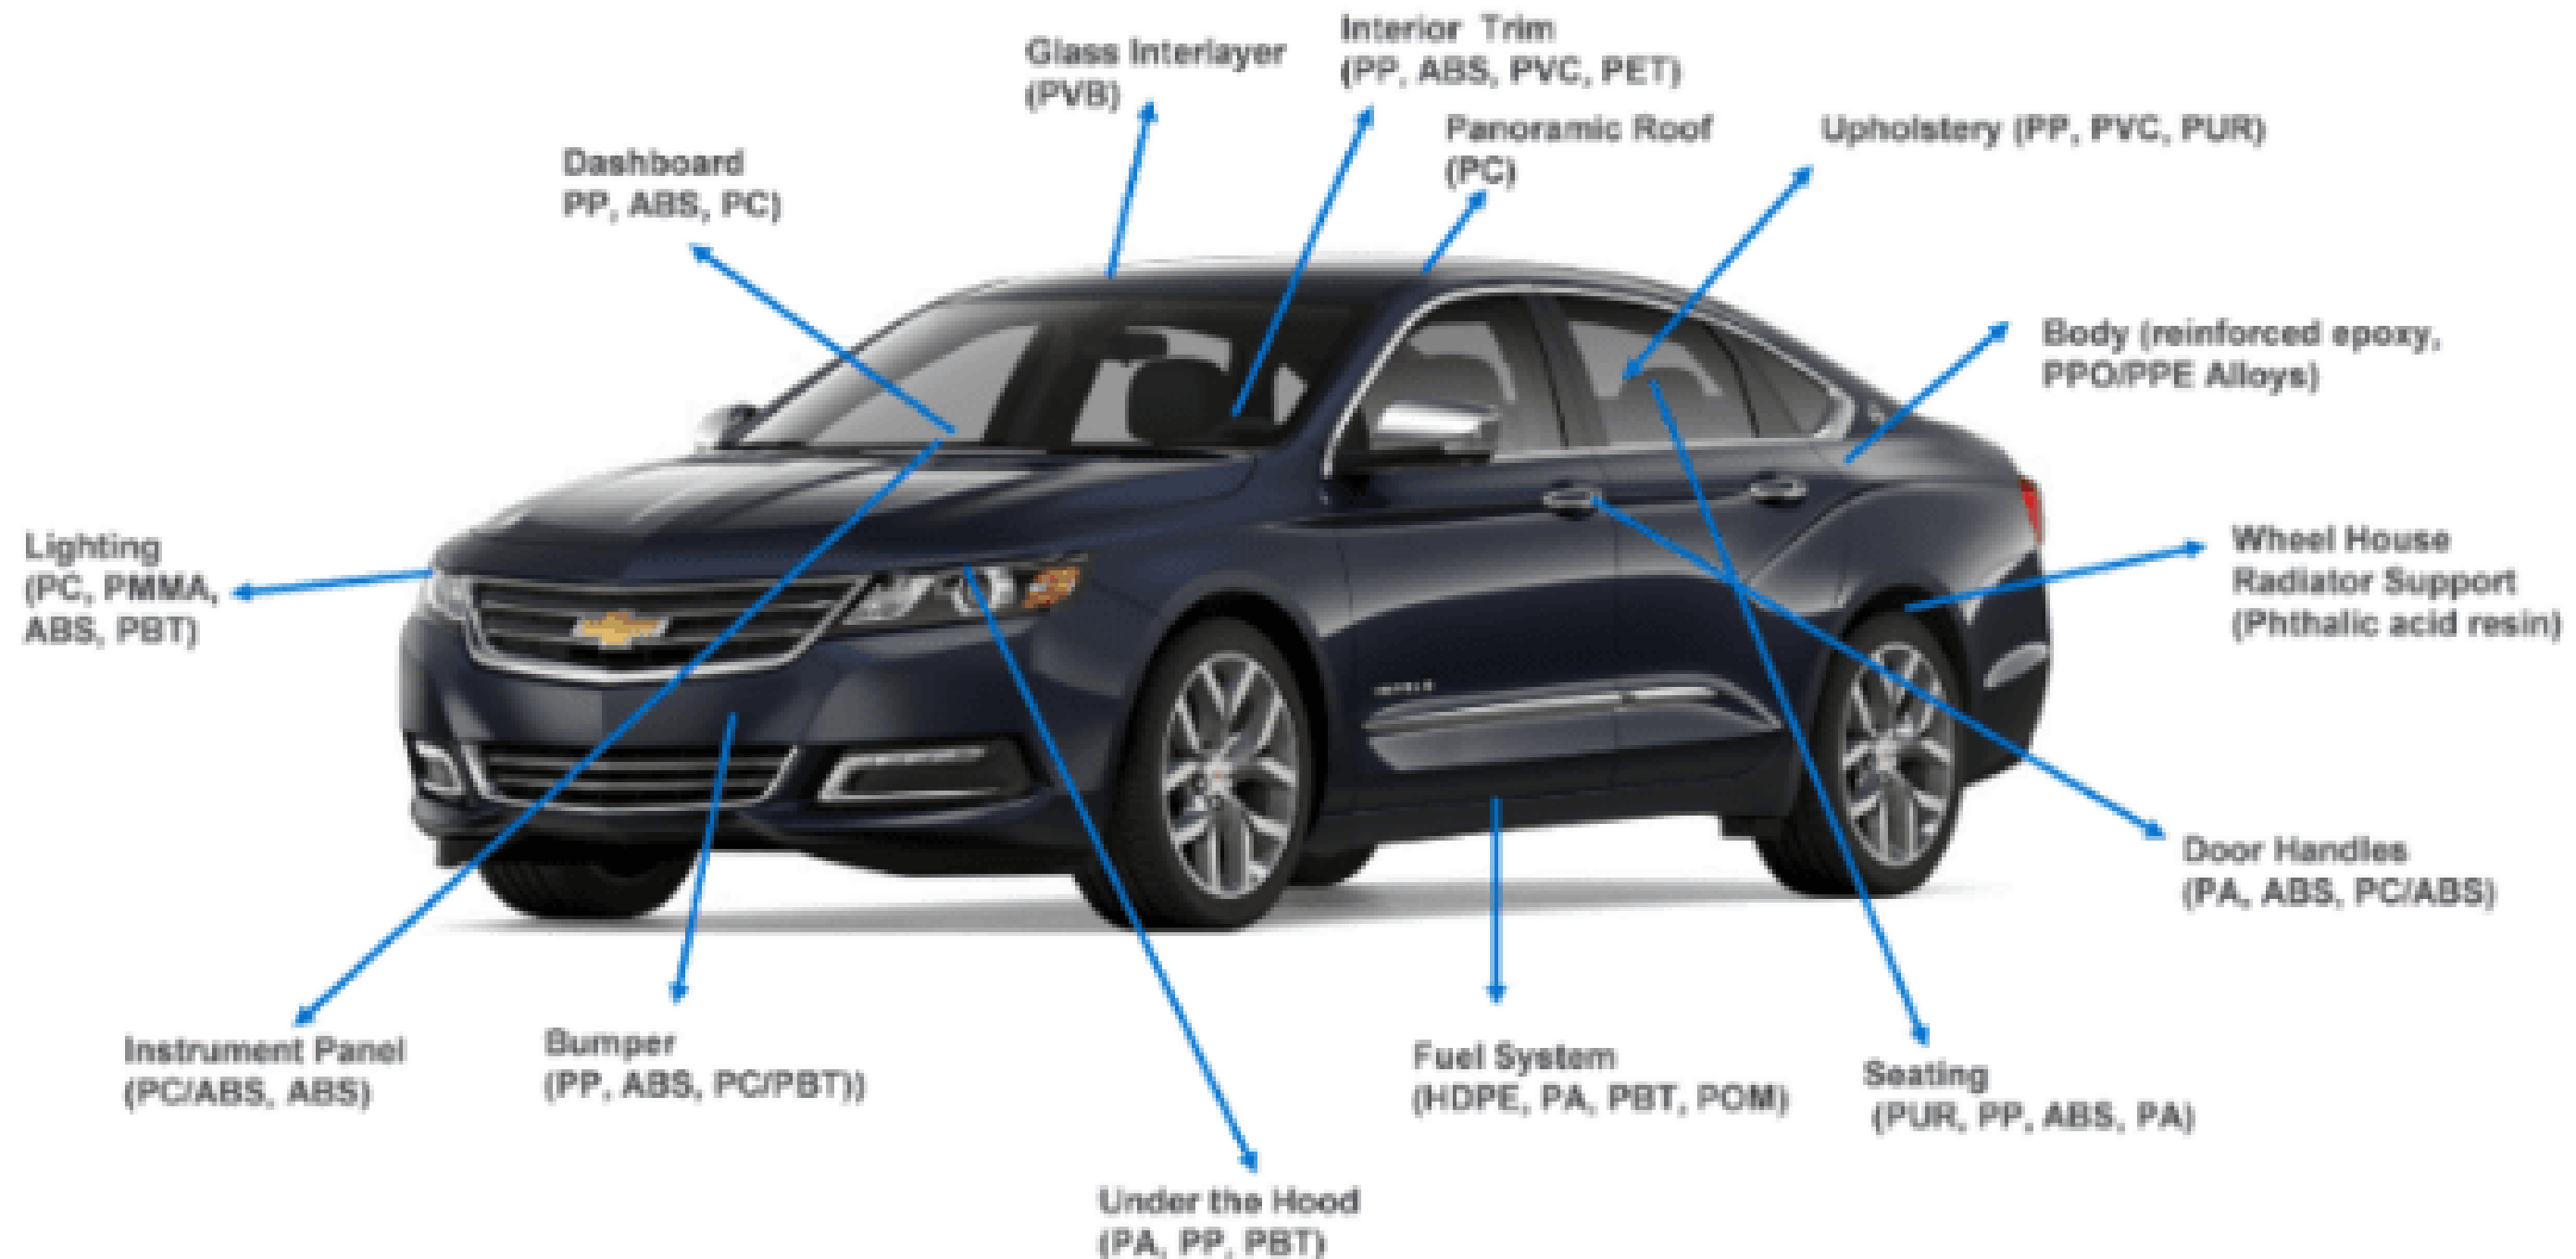 Glass Interlayer
(PVB)
Interior Trim
(PP, ABS, PVC, PET)
Panoramic Roof
(PC)
Upholstery (PP, PVC, PUR)
Dashboard
PP, ABS, PC)
Body (reinforced epoxy,
PPO/PPE Alloys)
Lighting
(PC, PMMA,
ABS, PBT)
Wheel House
Radiator Support
(Phthalic acid resin)
Door Handles
(PA, ABS, PC/ABS)
Instrument Panel
(PC/ABS, ABS)
Bumper
(PP, ABS, PC/PBT))
Fuel System
(HDPE, PA, PBT, POM)
Seating
(PUR, PP, ABS, PA)
Under the Hood
(PA, PP, PBT)